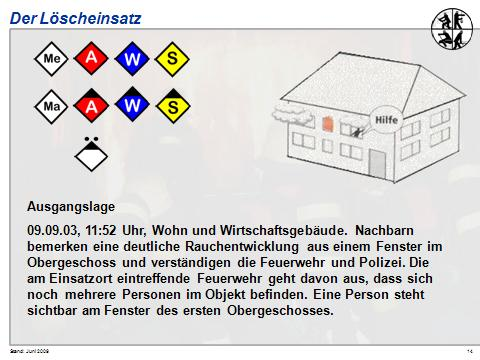 Der Löscheinsatz
Me A W S
Ma A W S
Hilfe
Ausgangslage
09.09.03, 11:52 Uhr, Wohn und Wirtschaftsgebäude. Nachbarn
bemerken eine deutliche Rauchentwicklung aus einem Fenster im
Obergeschoss und verständigen die Feuerwehr und Polizei. Die
am Einsatzort eintreffende Feuerwehr geht davon aus, dass sich
noch mehrere Personen im Objekt befinden. Eine Person steht
sichtbar am Fenster des ersten Obergeschosses.
Stand: Juni 2009